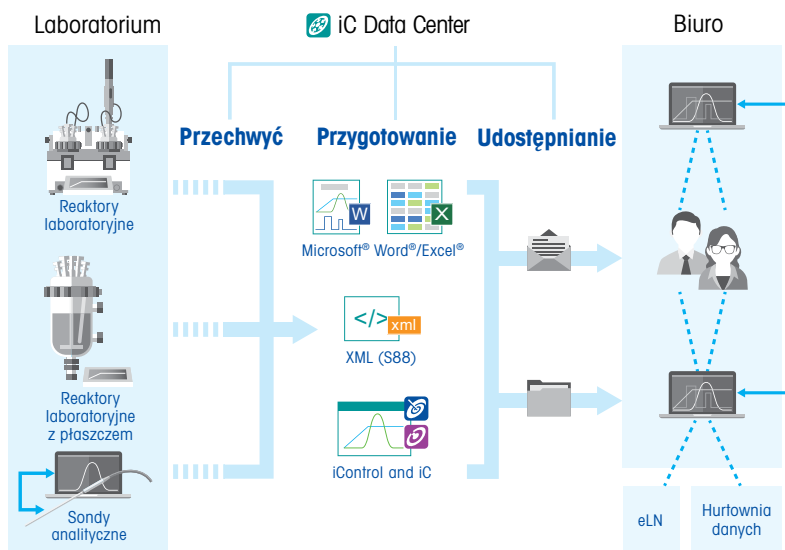 Laboratorium
iC Data Center
Biuro
Przechwyć
Przygotowanie
Udostępnianie
Reaktory
laboratoryjne
W
X
Microsoft® Word®/Excel®
</>
xml
XML (S88)
Reaktory
laboratoryjne
z płaszczem
iControl and iC
Sondy
analityczne
eLN
Hurtownia
danych